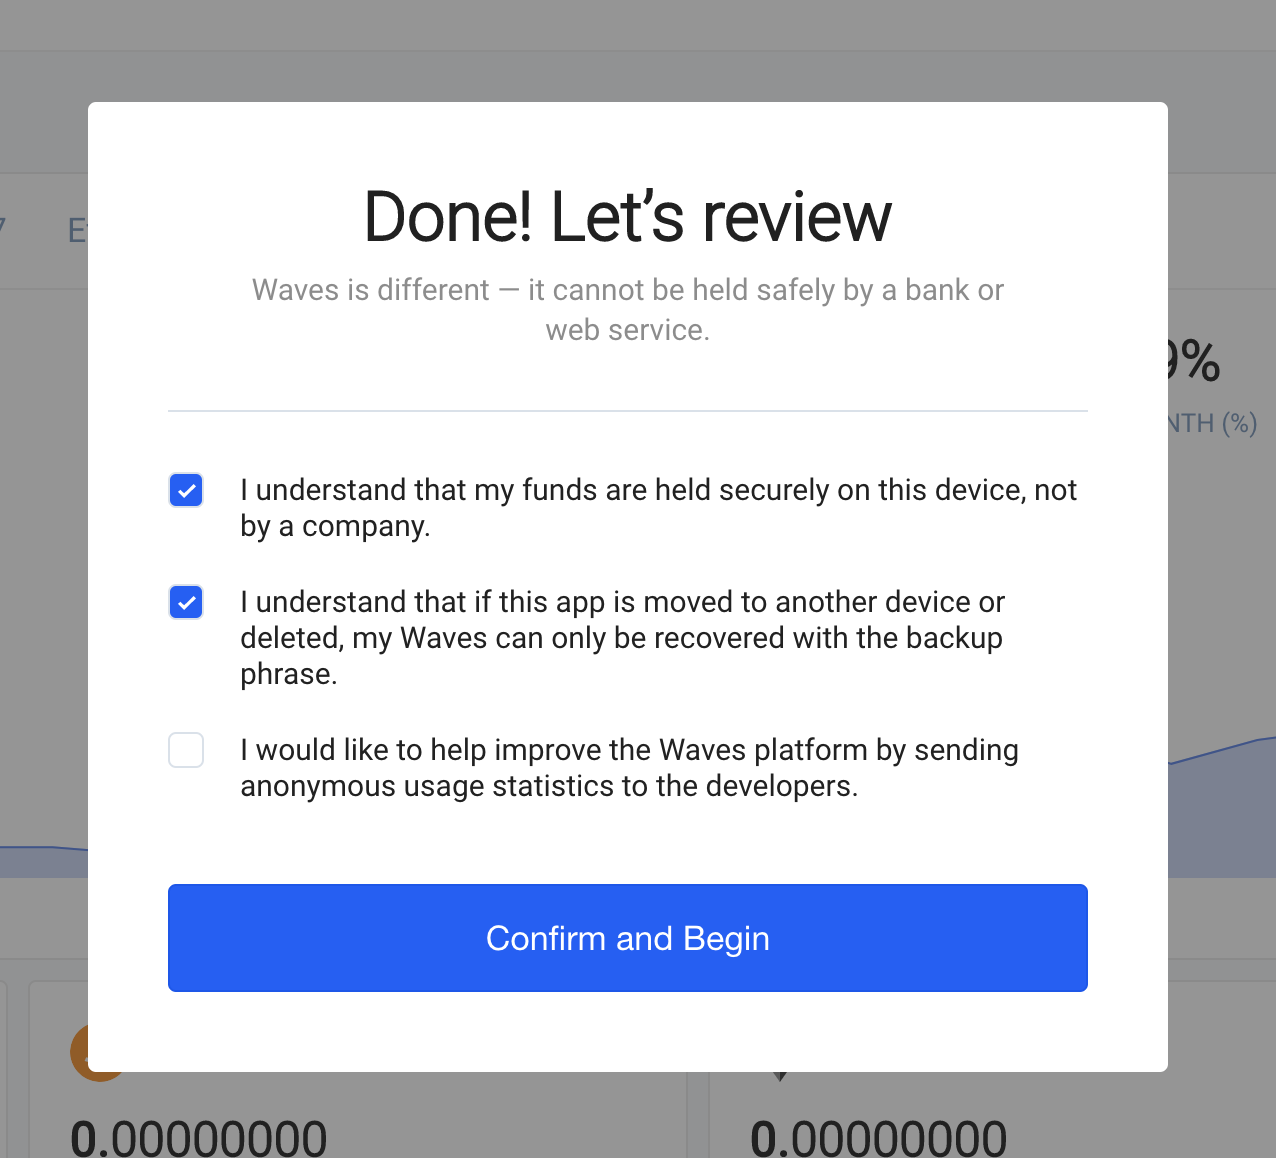 Done! Let’s review
Waves is different — it cannot be held safely by a bank or
web service.
I understand that my funds are held securely on this device, not
by a company.
I understand that if this app is moved to another device or
deleted, my Waves can only be recovered with the backup
phrase.
I would like to help improve the Waves platform by sending
anonymous usage statistics to the developers.
Confirm and Begin
9%
NTH (%)
0.00000000
0.00000000